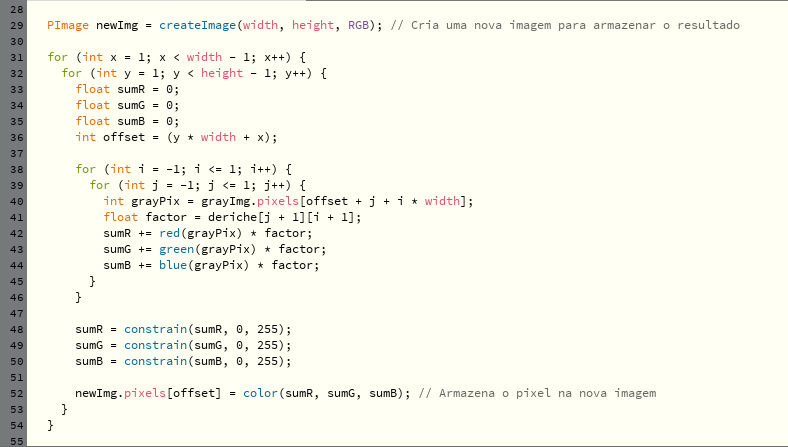 28
29 PImage newImg = createImage(width, height, RGB); // Cria uma nova imagem para armazenar o resultado
30
31 for (int x = 1; x < width - 1; x++) {
32 for (int y = 1; y < height - 1; y++) {
33 float sumR = 0;
34 float sumG = 0;
35 float sumB = 0;
36 int offset = (y * width + x);
37
38 for (int i = -1; i <= 1; i++) {
39 for (int j = -1; j <= 1; j++) {
40 int grayPix = grayImg.pixels[offset + j + i * width];
41 float factor = deriche[j + 1][i + 1];
42 sumR += red(grayPix) * factor;
43 sumG += green(grayPix) * factor;
44 sumB += blue(grayPix) * factor;
45 }
46 }
47
48 sumR = constrain(sumR, 0, 255);
49 sumG = constrain(sumG, 0, 255);
50 sumB = constrain(sumB, 0, 255);
51
52 newImg.pixels[offset] = color(sumR, sumG, sumB); // Armazena o pixel na nova imagem
53 }
54 }
55